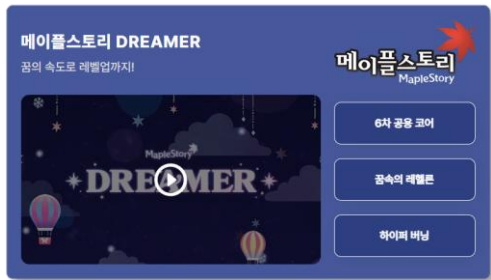 메이플스토리 DREAMER
꿈의 속도로 레벨업까지!
메이플스토리
MapleStory
MapleStory
DREAMER
6차 공용 코어
꿈속의 레헬른
하이퍼 버닝